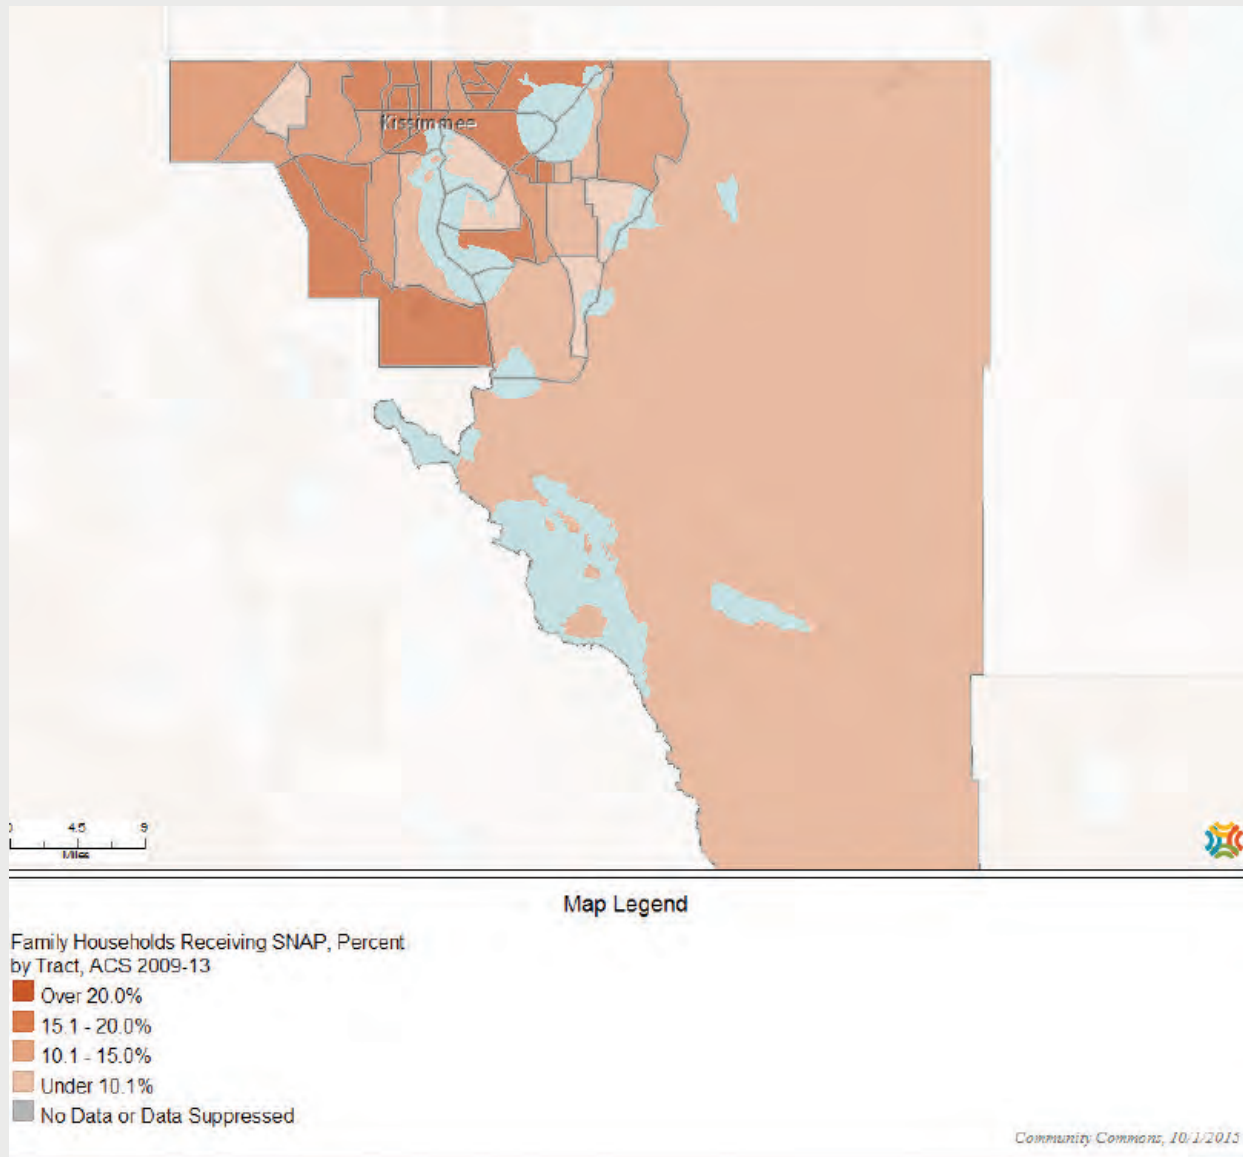 Kissimmee
0 4.5 9
Miles
Map Legend
Family Households Receiving SNAP, Percent
by Tract, ACS 2009-13
Over 20.0%
15.1 - 20.0%
10.1 - 15.0%
Under 10.1%
No Data or Data Suppressed
Community Commons, 10/1/2015